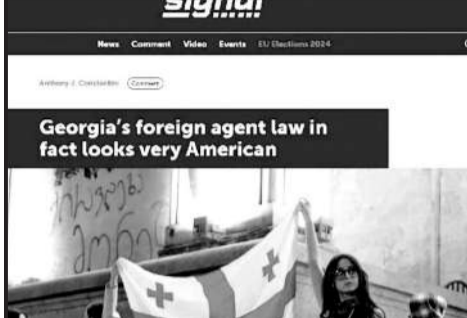 signal
News Comment Video Events EU Elections 2024
Anthony J. Constantini Comment
Georgia's foreign agent law in
fact looks very American